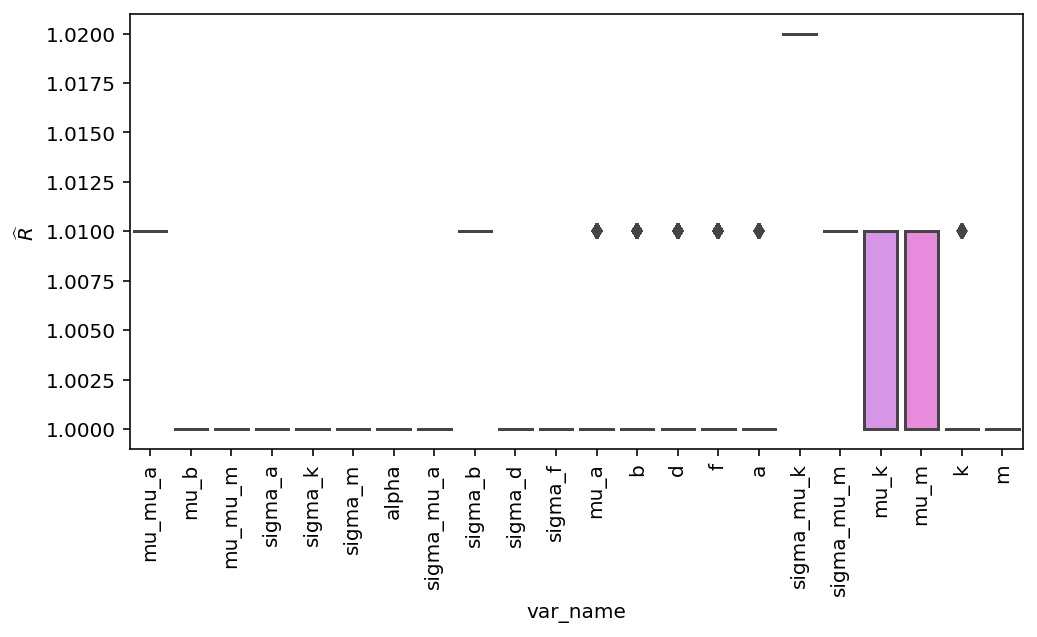 1.0200
1.0175
1.0150
1.0125
1.0100
1.0075
1.0050
1.0025
1.0000
R̂
mu_mu_a
mu_b
mu_mu_m
sigma_a
sigma_k
sigma_m
alpha
sigma_mu_a
sigma_b
sigma_d
sigma_f
mu_a
b
d
f
a
sigma_mu_k
sigma_mu_m
mu_k
mu_m
k
m
var_name